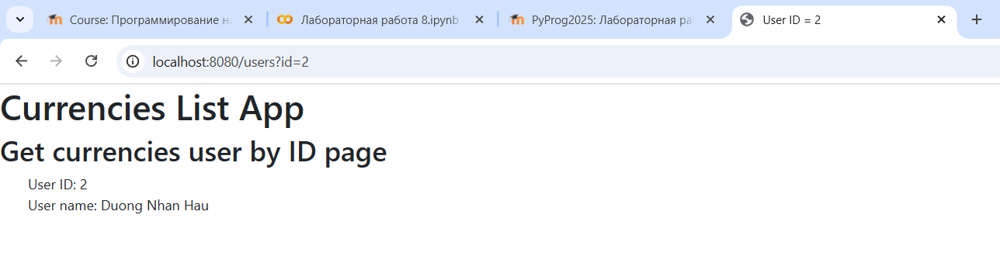 Course: Программирование на
Лабораторная работа 8.ipynb
PyProg2025: Лабораторная ра
User ID = 2
localhost:8080/users?id=2
Currencies List App
Get currencies user by ID page
User ID: 2
User name: Duong Nhan Hau